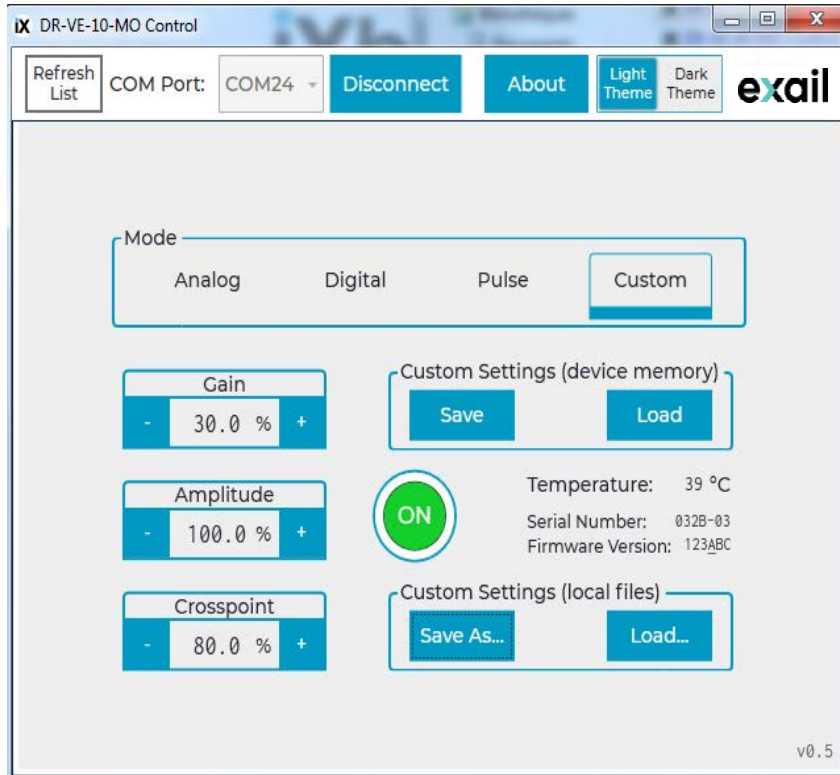 iX DR-VE-10-MO Control
Refresh
List
COM Port: COM24 Disconnect About
Light
Theme
Dark
Theme
exail
Mode
Analog Digital Pulse Custom
Gain
- 30.0 % +
Custom Settings (device memory)
Save Load
Amplitude
- 100.0 % +
ON
Temperature: 39 °C
Serial Number: 032B-03
Firmware Version: 123ABC
Crosspoint
- 80.0 % +
Custom Settings (local files)
Save As... Load...
v0.5